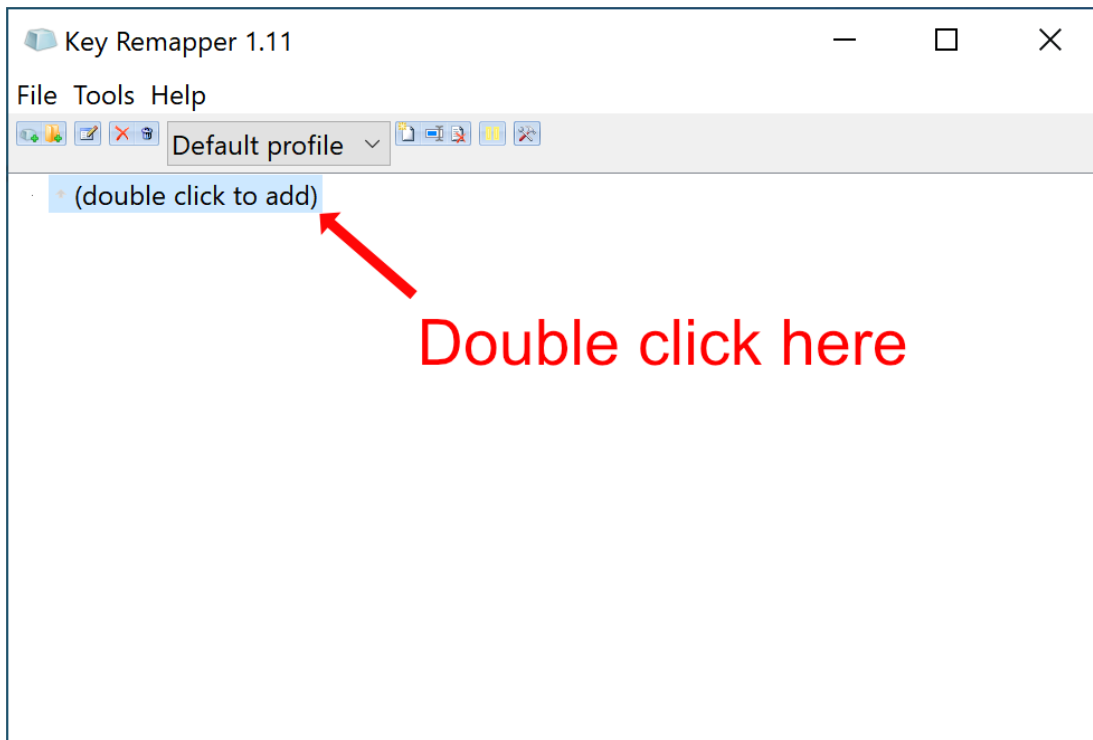 Key Remapper 1.11
File Tools Help
Default profile
(double click to add)
Double click here